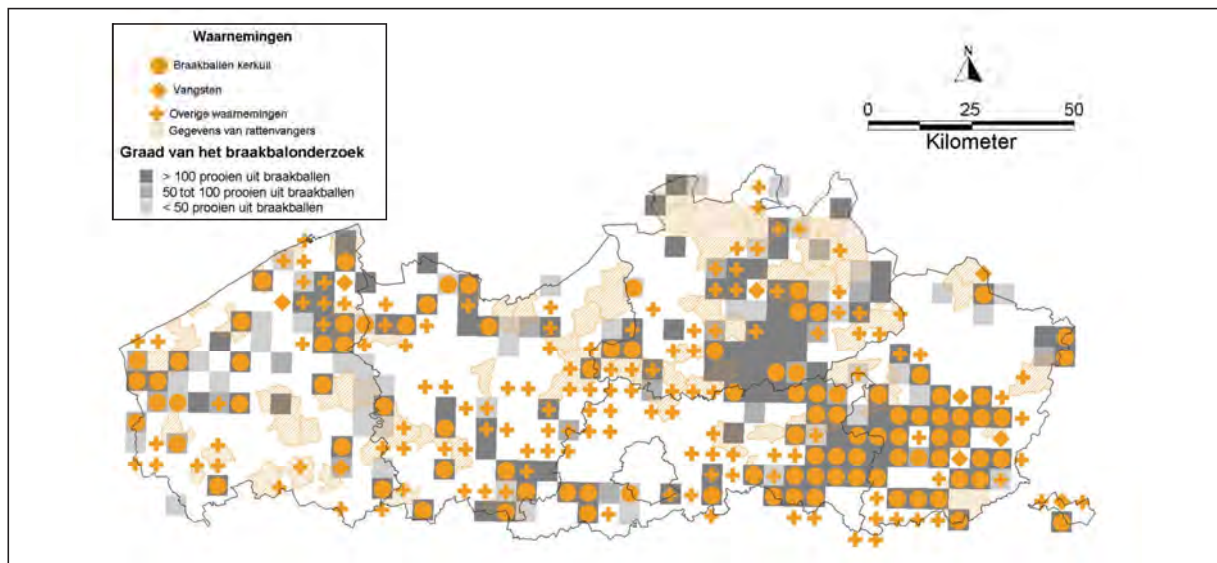 Waarnemingen
Braakballen kerkuil
Vangsten
Overige waarnemingen
Gegevens van rattenvangers
Graad van het braakbalonderzoek
> 100 prooien uit braakballen
50 tot 100 prooien uit braakballen
< 50 prooien uit braakballen
N
0 25 50
Kilometer